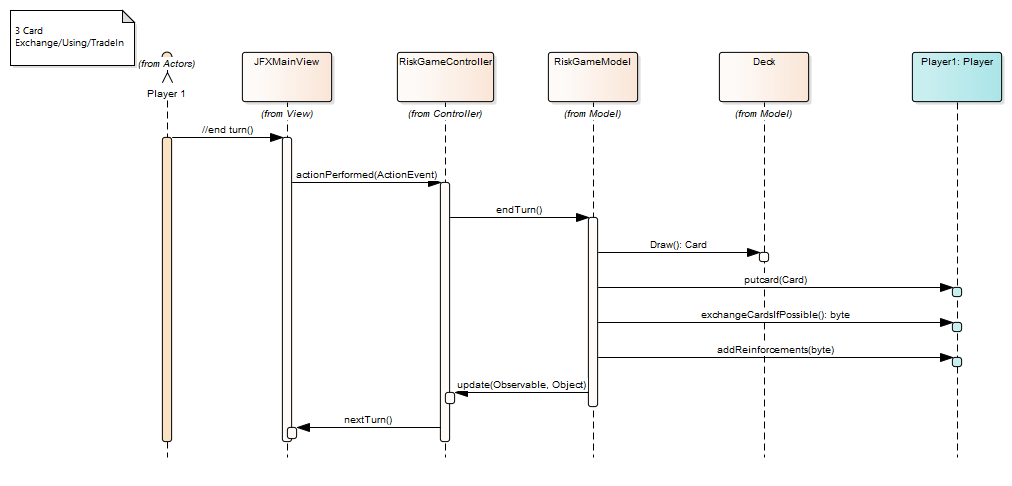 3 Card
Exchange/Using/TradeIn
(from Actors)
Player 1
JFXMainView
(from View)
RiskGameController
(from Controller)
RiskGameModel
(from Model)
Deck
(from Model)
Player1: Player
//end turn()
actionPerformed(ActionEvent)
endTurn()
Draw(): Card
putcard(Card)
exchangeCardsIfPossible(): byte
addReinforcements(byte)
update(Observable, Object)
nextTurn()